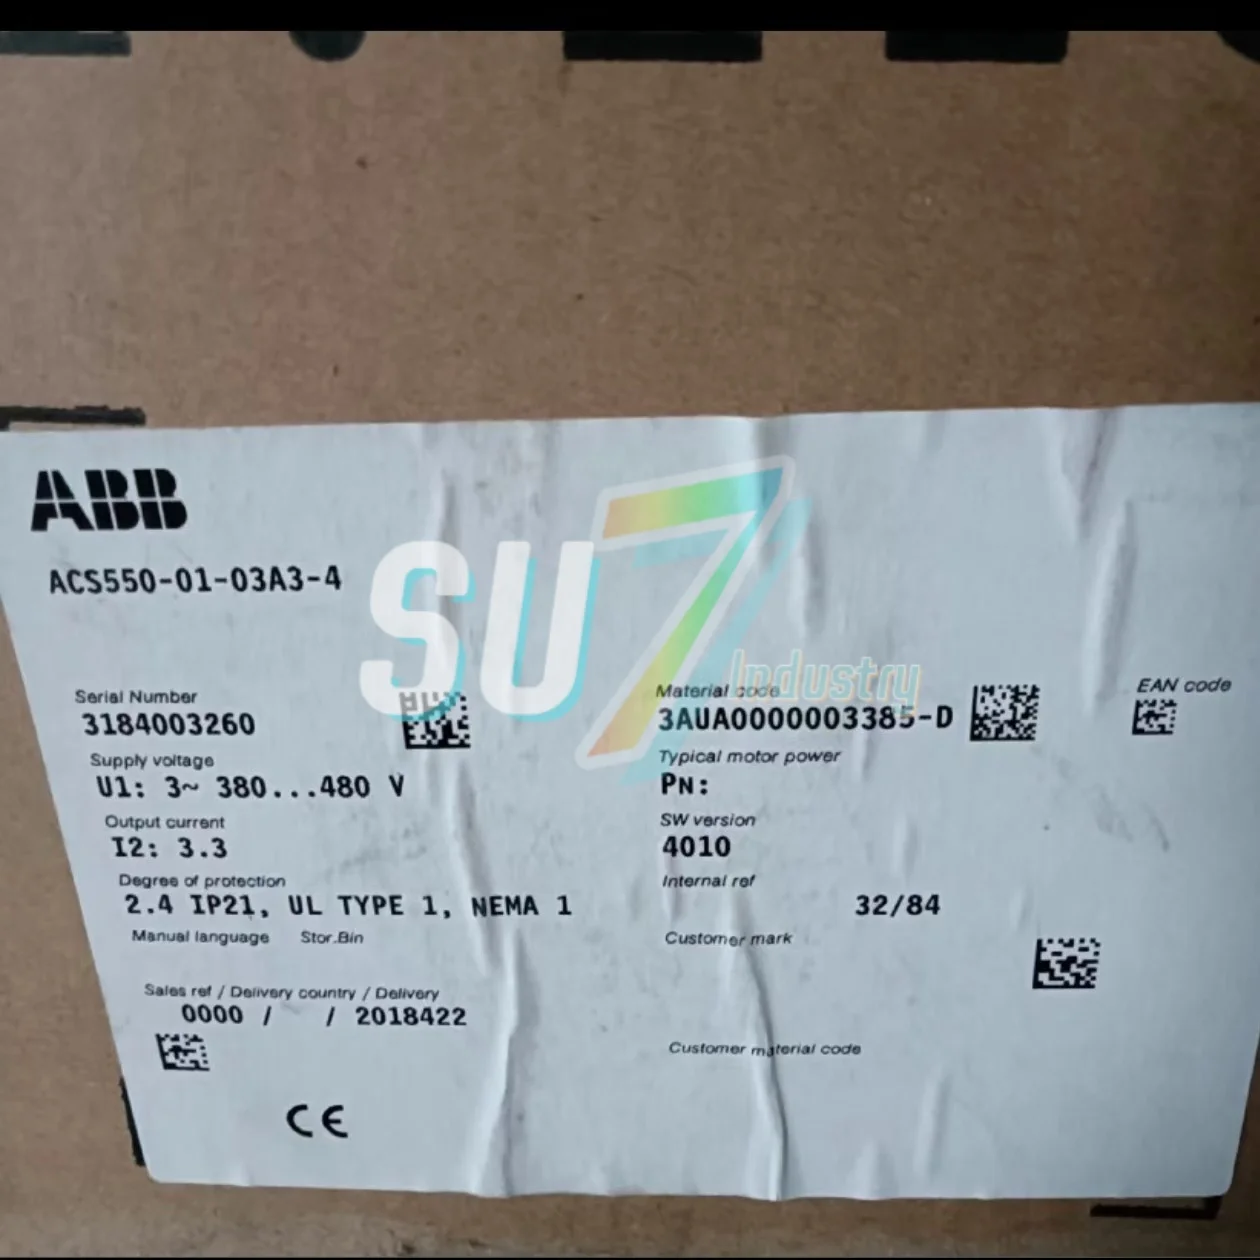 ABB
ACS550-01-03A3-4
SU7
Industry
Serial Number
3184003260
Material code
3AUA0000003385-D
EAN code
Supply voltage
U1: 3~ 380...480 V
Typical motor power
PN:
Output current
I2: 3.3
SW version
4010
Degree of protection
2.4 IP21, UL TYPE 1, NEMA 1
Internal ref
32/84
Manual language Stor.Bin
Customer mark
Sales ref / Delivery country / Delivery
0000 / / 2018422
Customer material code
CE